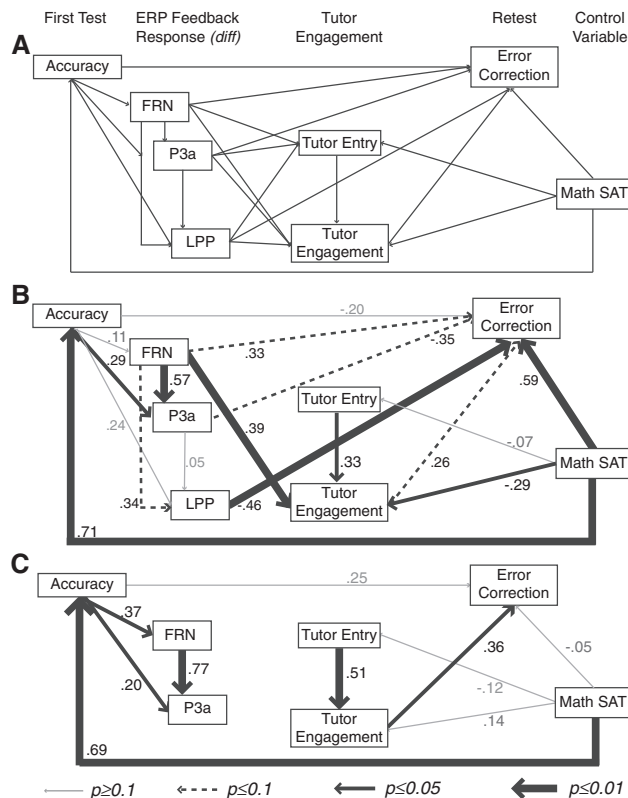 First Test
ERP Feedback
Response (diff)
Tutor
Engagement
Retest
Control
Variable
A
Accuracy
Error
Correction
FRN
P3a
Tutor Entry
Math SAT
LPP
Tutor
Engagement
B
Accuracy
-.20
Error
Correction
.11
.29
FRN
.33
-.35
.57
.59
P3a
Tutor Entry
.24
.39
-.07
.05
.33
.26
Math SAT
.34
LPP
-.46
Tutor
Engagement
-.29
.71
C
Accuracy
.25
Error
Correction
.37
FRN
Tutor Entry
.36
-.05
.77
.51
.20
-.12
P3a
Tutor
Engagement
.14
Math SAT
.69
p≥0.1
p≤0.1
p≤0.05
p≤0.01